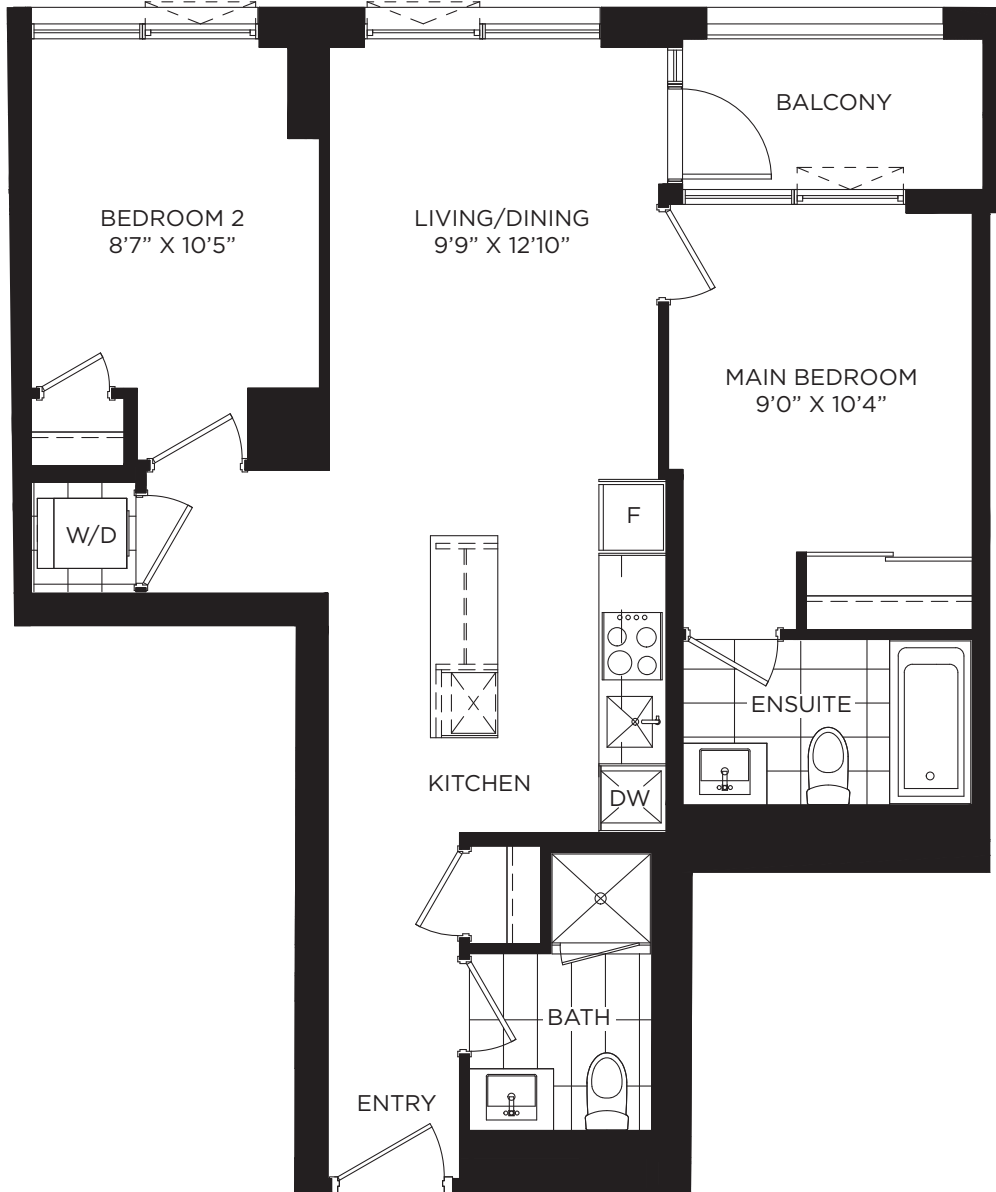 BALCONY
BEDROOM 2
8’7” X 10’5”
LIVING/DINING
9’9” X 12’10”
MAIN BEDROOM
9’0” X 10’4”
F
W/D
ENSUITE
KITCHEN
DW
BATH
ENTRY